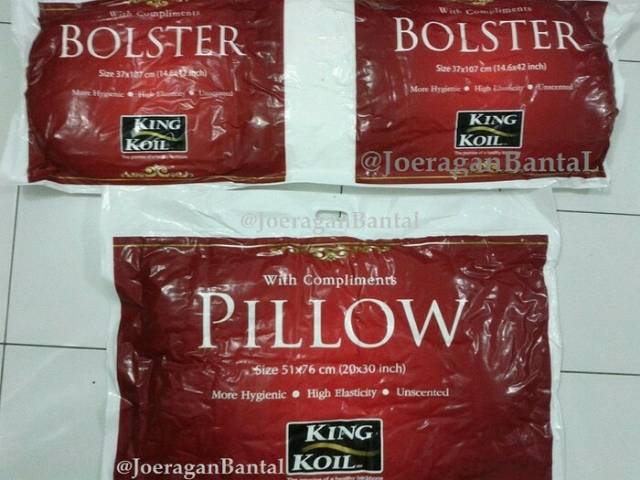 With Compliments
BOLSTER
Size 37x107 cm (14.6x42 inch)
More Hygienic • High Elasticity • Unscented
KING
KOIL
With Compliments
BOLSTER
Size 37x107 cm (14.6x42 inch)
More Hygienic • High Elasticity • Unscented
KING
KOIL
@JoeraganBantaL
@JoeraganBantal
With Compliments
PILLOW
Size 51x76 cm (20x30 inch)
More Hygienic • High Elasticity • Unscented
KING
KOIL
@JoeraganBantal